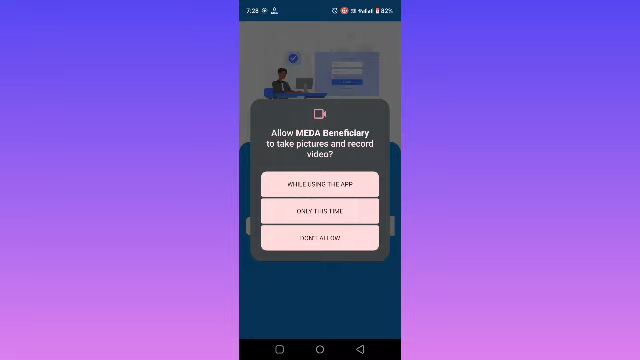 7:28
82%
Allow MEDA Beneficiary
to take pictures and record
video?
WHILE USING THE APP
ONLY THIS TIME
DON'T ALLOW